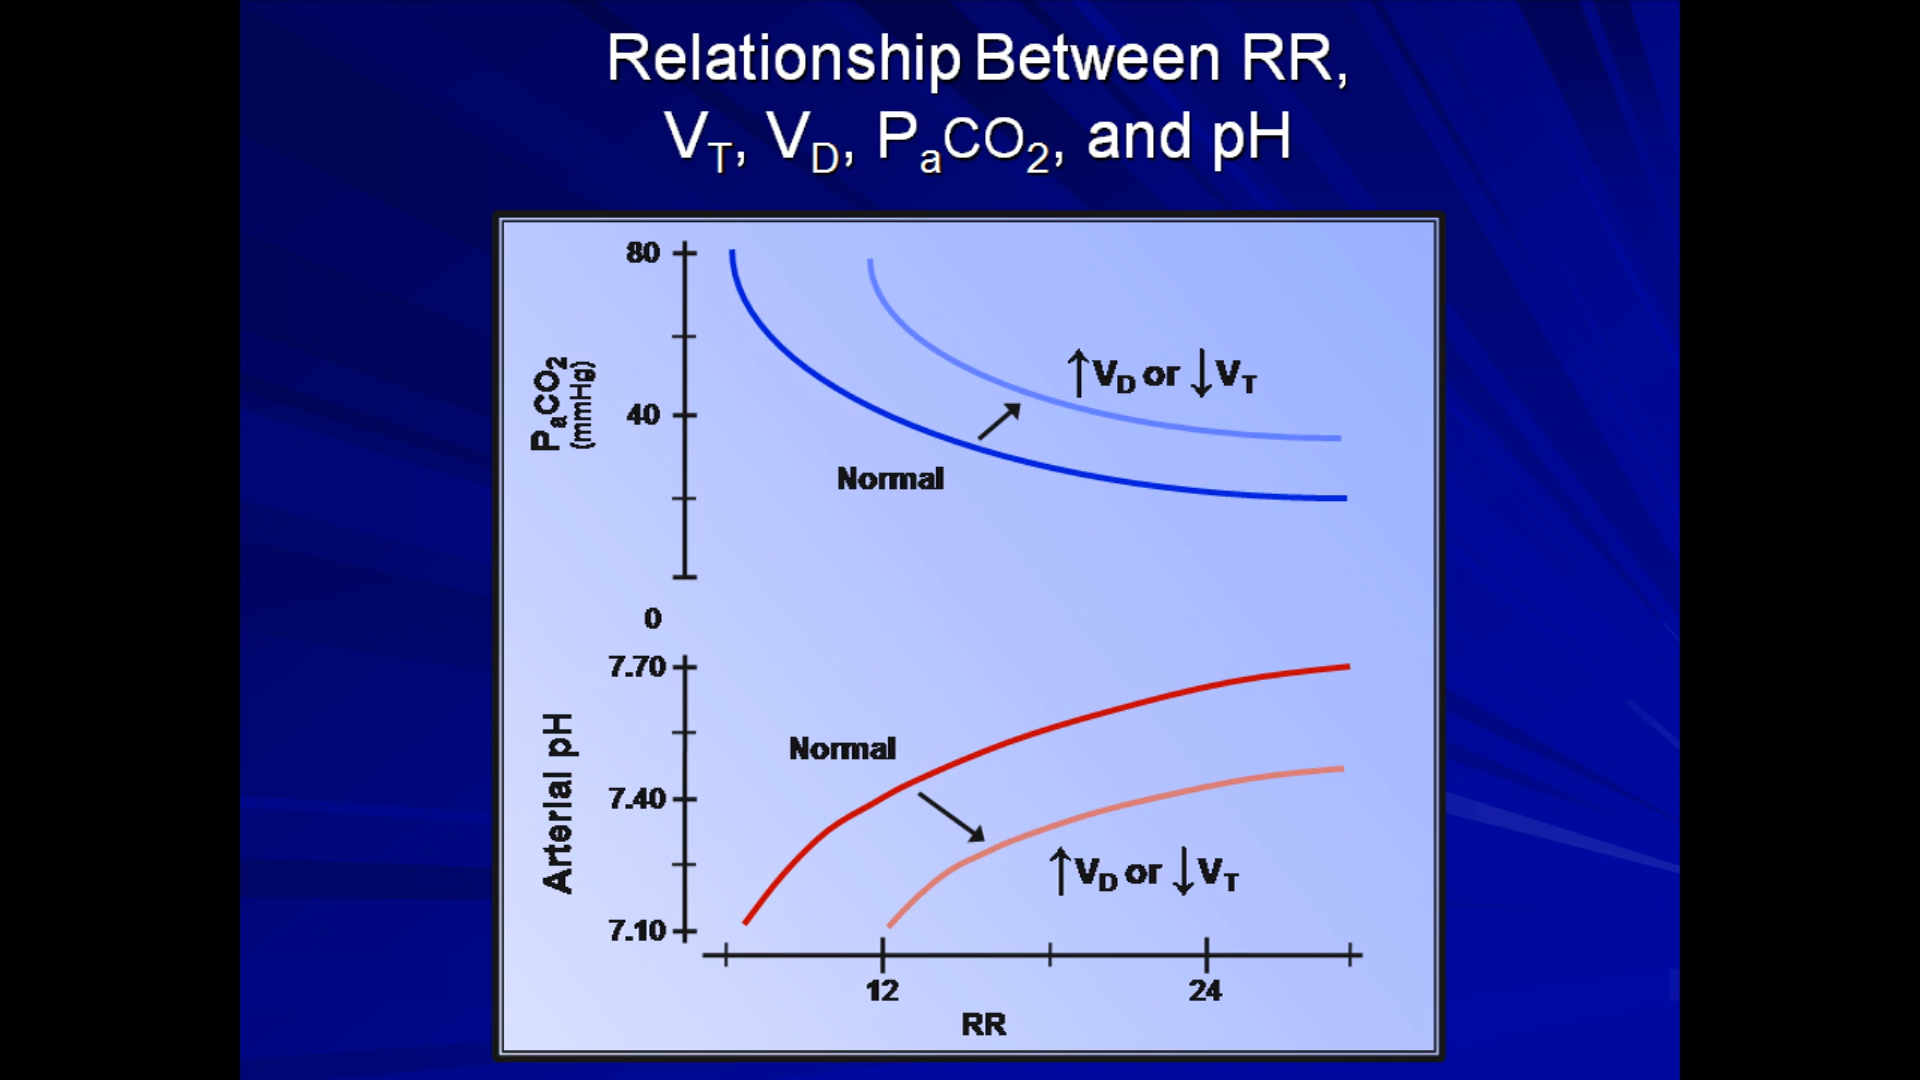 Relationship Between RR,
VT, VD, PaCO2, and pH
80
40
0
PaCO2
(mmHg)
↑VD or ↓VT
Normal
7.70
7.40
7.10
Arterial pH
Normal
↑VD or ↓VT
12
24
RR